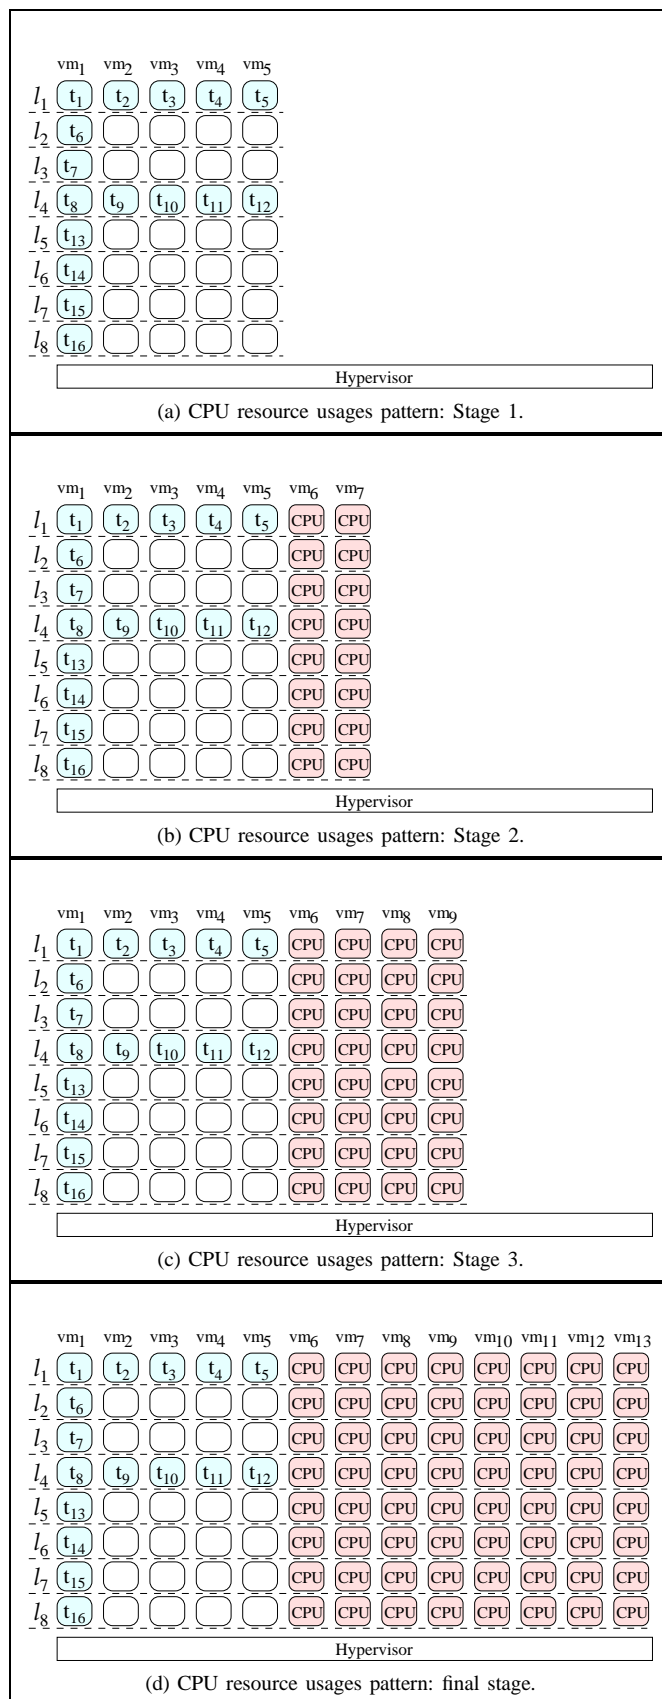 vm1 vm2 vm3 vm4 vm5
l1 t1 t2 t3 t4 t5
l2 t6
l3 t7
l4 t8 t9 t10 t11 t12
l5 t13
l6 t14
l7 t15
l8 t16
Hypervisor
(a) CPU resource usages pattern: Stage 1.
vm1 vm2 vm3 vm4 vm5 vm6 vm7
l1 t1 t2 t3 t4 t5 CPU CPU
l2 t6 CPU CPU
l3 t7 CPU CPU
l4 t8 t9 t10 t11 t12 CPU CPU
l5 t13 CPU CPU
l6 t14 CPU CPU
l7 t15 CPU CPU
l8 t16 CPU CPU
Hypervisor
(b) CPU resource usages pattern: Stage 2.
vm1 vm2 vm3 vm4 vm5 vm6 vm7 vm8 vm9
l1 t1 t2 t3 t4 t5 CPU CPU CPU CPU
l2 t6 CPU CPU CPU CPU
l3 t7 CPU CPU CPU CPU
l4 t8 t9 t10 t11 t12 CPU CPU CPU CPU
l5 t13 CPU CPU CPU CPU
l6 t14 CPU CPU CPU CPU
l7 t15 CPU CPU CPU CPU
l8 t16 CPU CPU CPU CPU
Hypervisor
(c) CPU resource usages pattern: Stage 3.
vm1 vm2 vm3 vm4 vm5 vm6 vm7 vm8 vm9 vm10 vm11 vm12 vm13
l1 t1 t2 t3 t4 t5 CPU CPU CPU CPU CPU CPU CPU CPU
l2 t6 CPU CPU CPU CPU CPU CPU CPU CPU
l3 t7 CPU CPU CPU CPU CPU CPU CPU CPU
l4 t8 t9 t10 t11 t12 CPU CPU CPU CPU CPU CPU CPU CPU
l5 t13 CPU CPU CPU CPU CPU CPU CPU CPU
l6 t14 CPU CPU CPU CPU CPU CPU CPU CPU
l7 t15 CPU CPU CPU CPU CPU CPU CPU CPU
l8 t16 CPU CPU CPU CPU CPU CPU CPU CPU
Hypervisor
(d) CPU resource usages pattern: final stage.